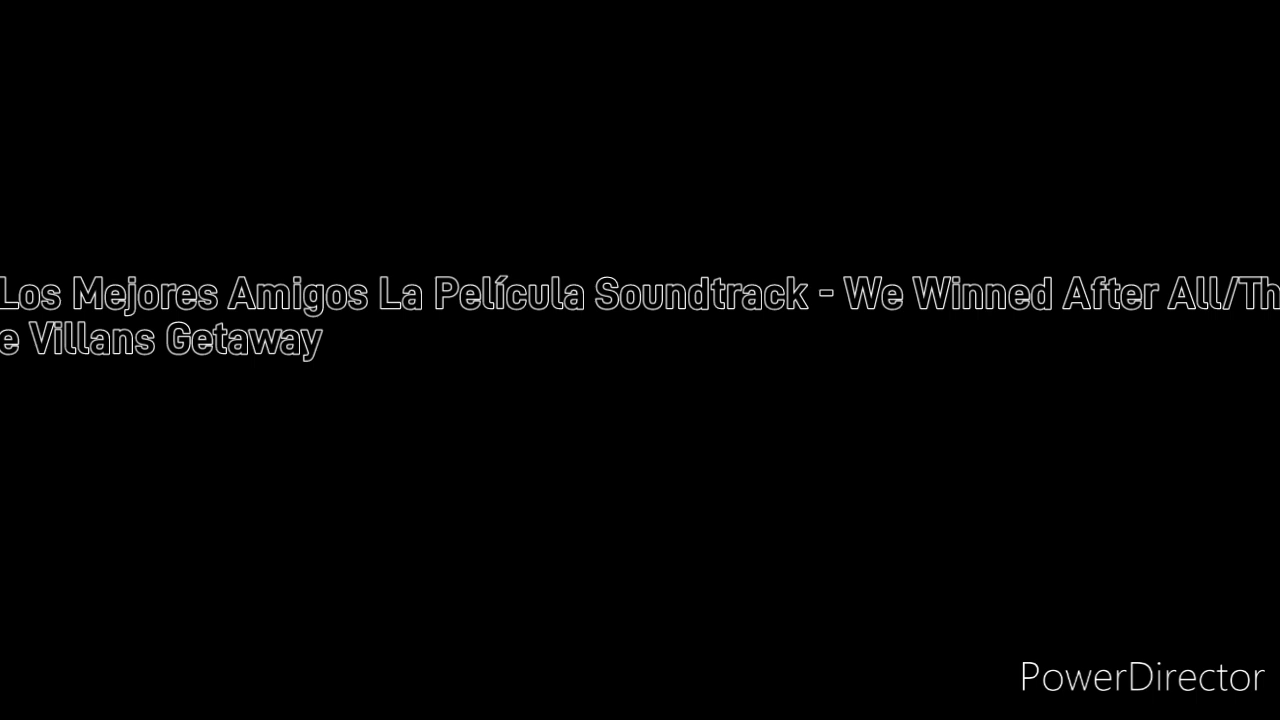 Los Mejores Amigos La Película Soundtrack - We Winned After All/Th
e Villans Getaway
PowerDirector